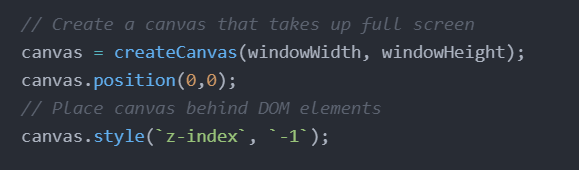 // Create a canvas that takes up full screen
canvas = createCanvas(windowWidth, windowHeight);
canvas.position(0,0);
// Place canvas behind DOM elements
canvas.style(`z-index`, `-1`);